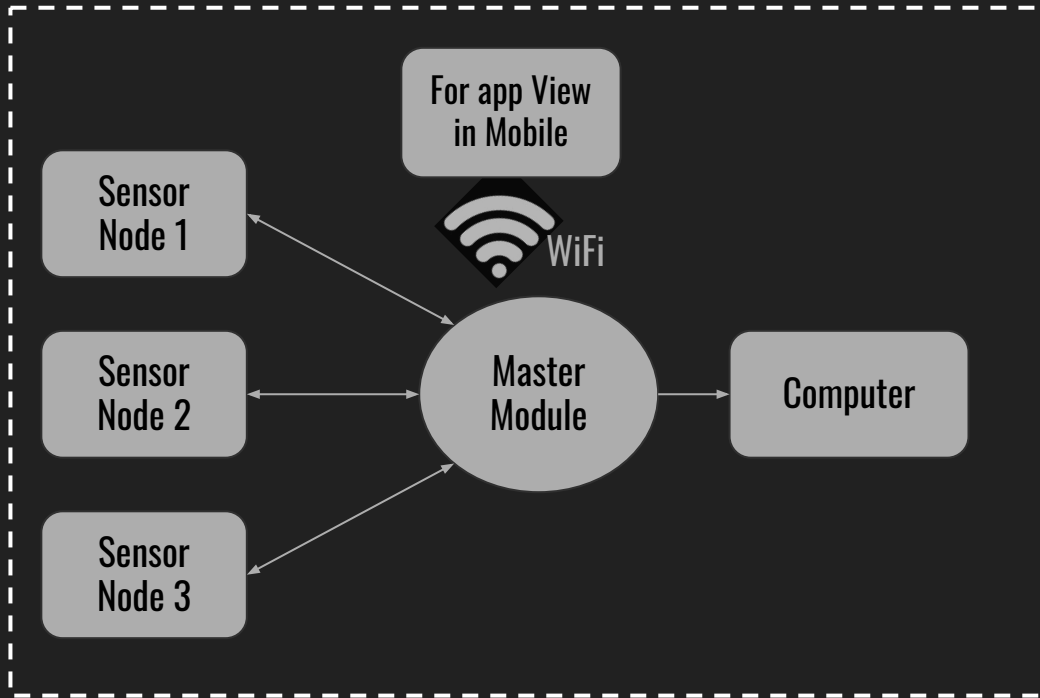 For app View
in Mobile
Sensor
Node 1
WiFi
Sensor
Node 2
Master
Module
Computer
Sensor
Node 3